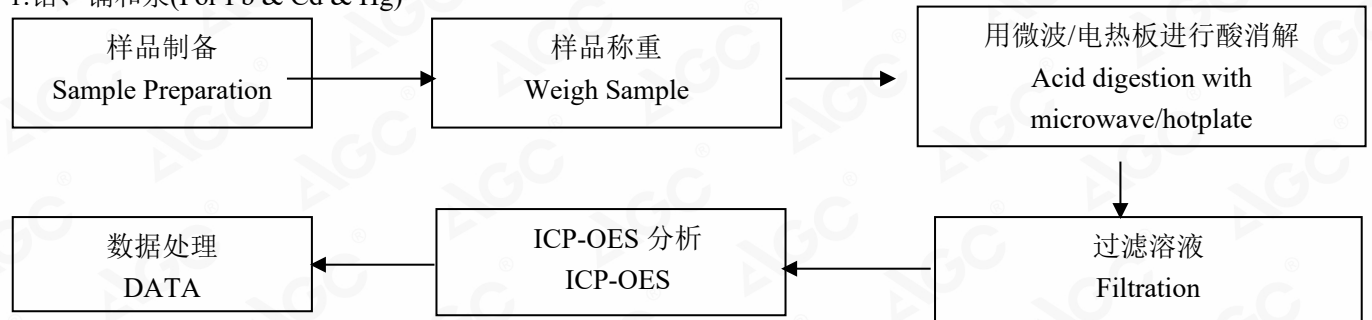 1.铅、镉和汞(For Pb & Cd & Hg)
样品制备
Sample Preparation
样品称重
Weigh Sample
用微波/电热板进行酸消解
Acid digestion with
microwave/hotplate
过滤溶液
Filtration
ICP-OES 分析
ICP-OES
数据处理
DATA